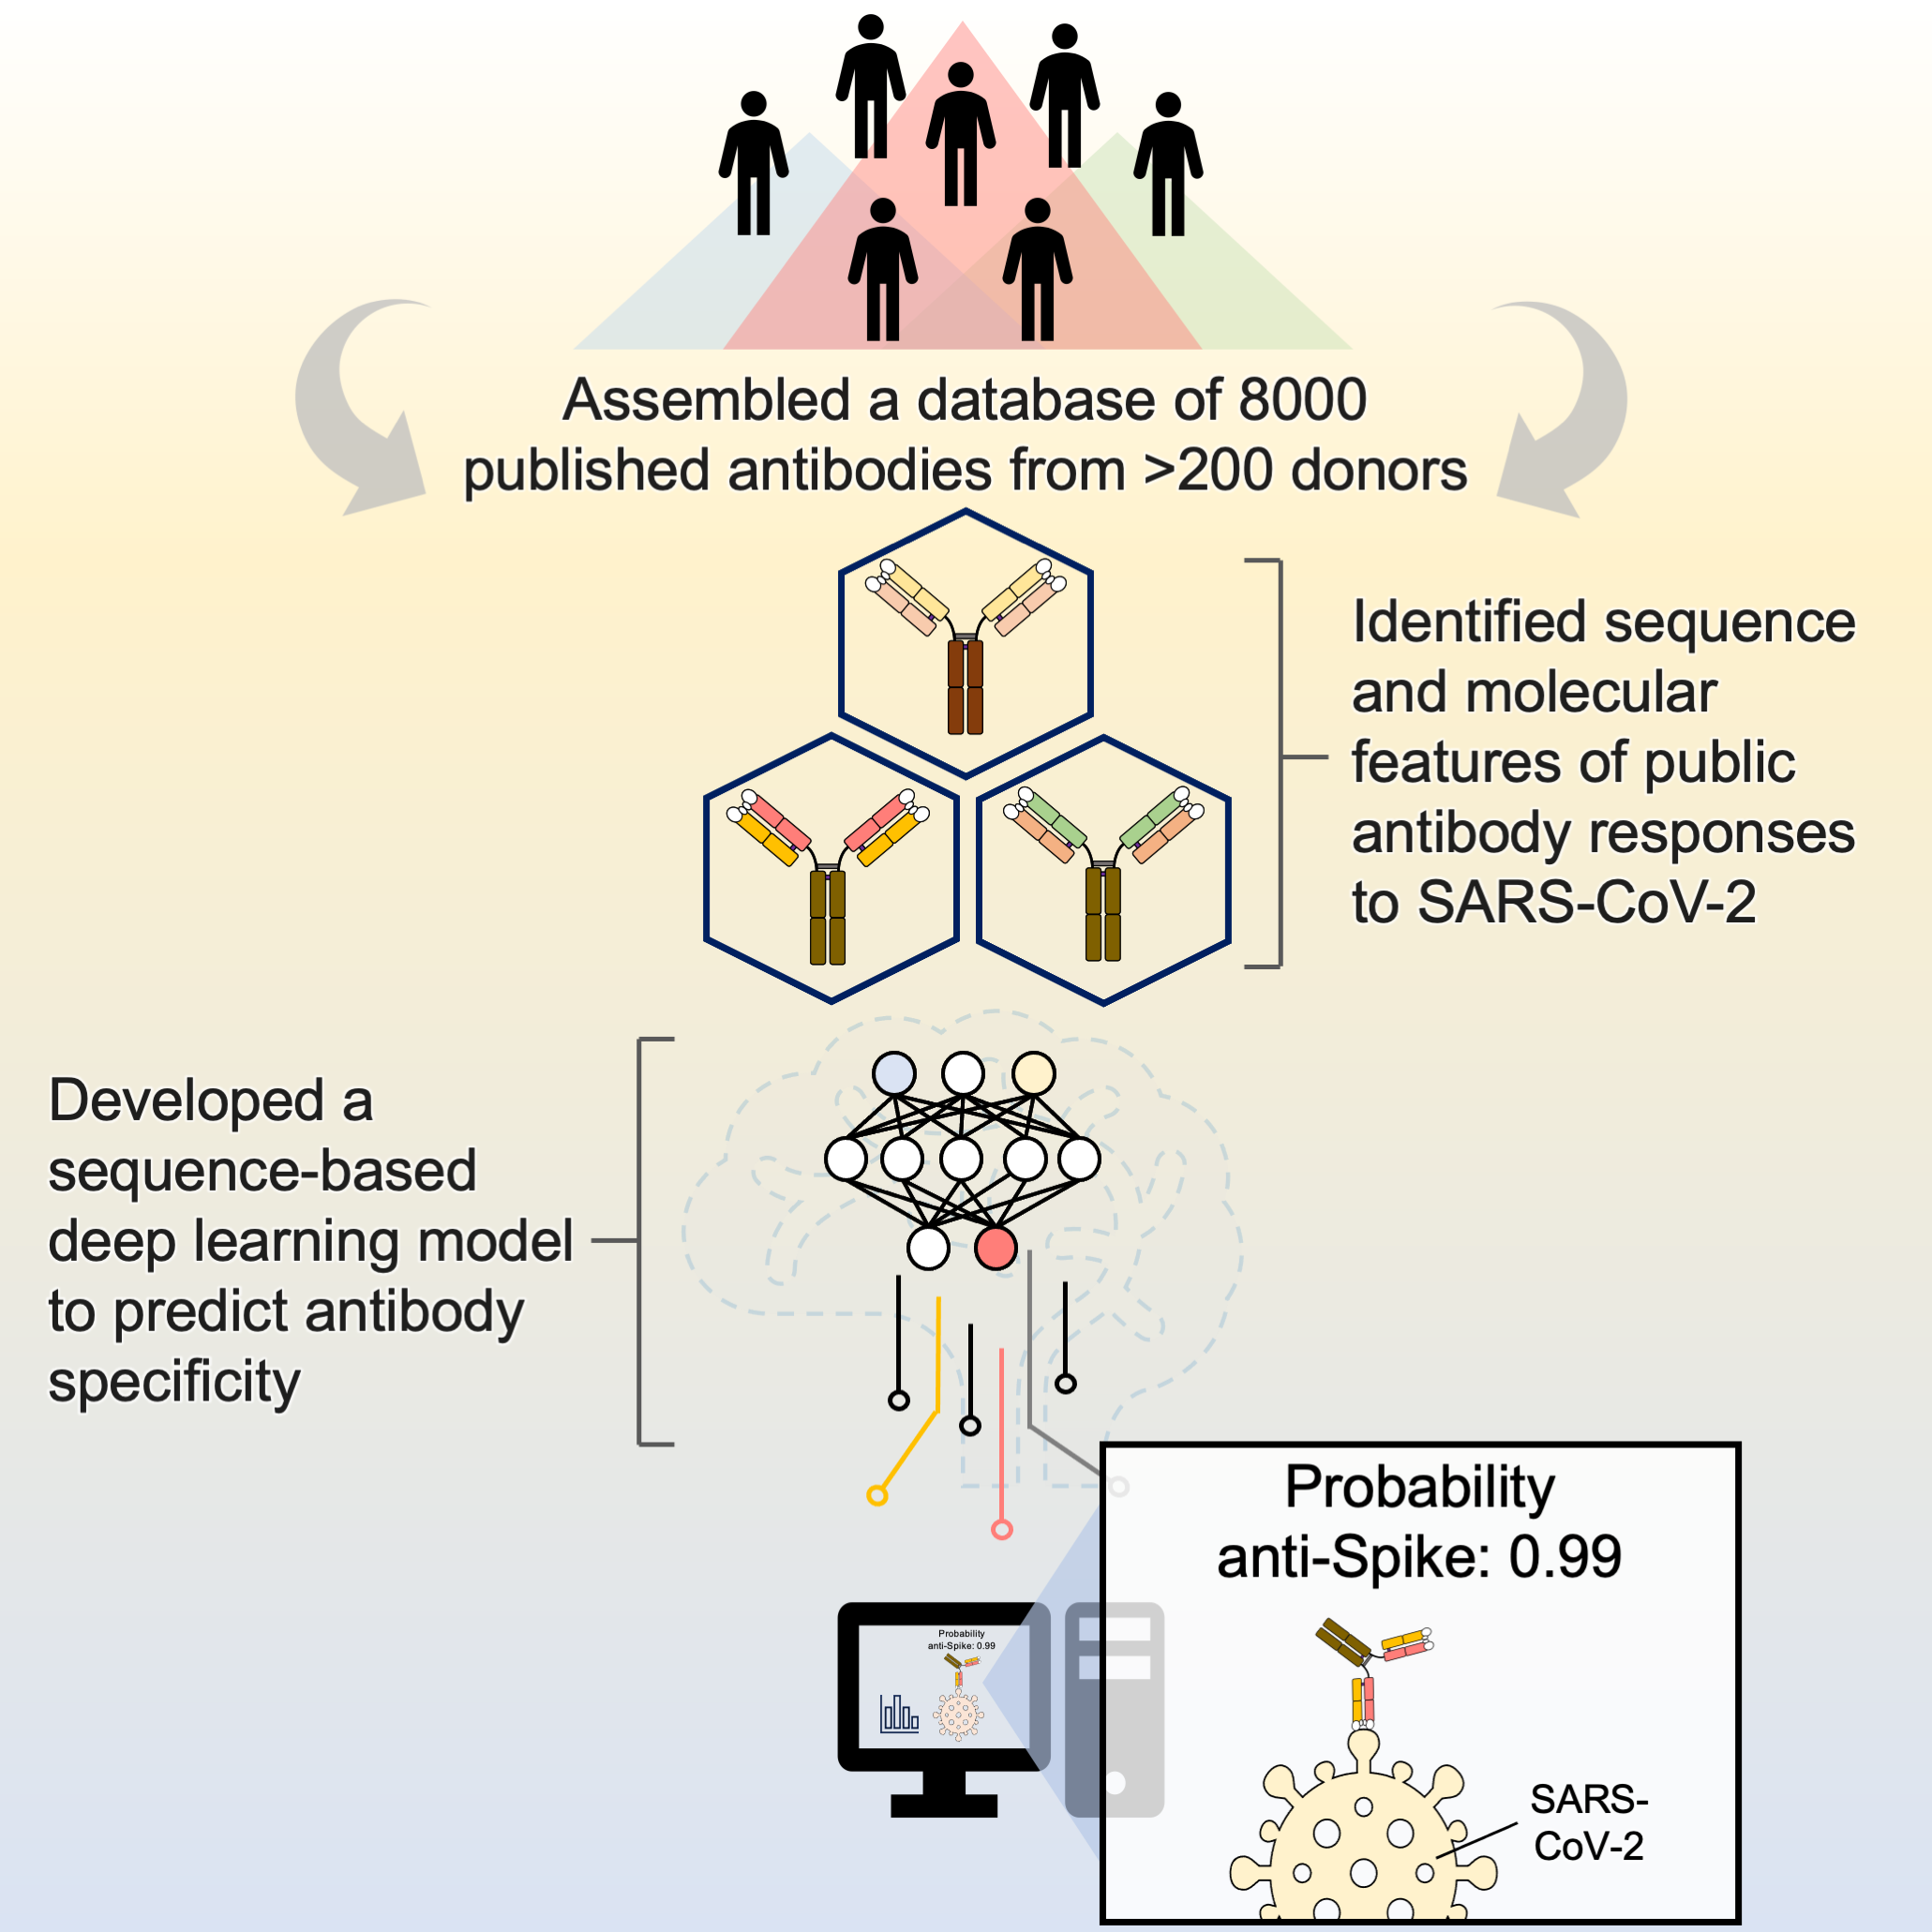 Assembled a database of 8000
published antibodies from >200 donors
Identified sequence
and molecular
features of public
antibody responses
to SARS-CoV-2
Developed a
sequence-based
deep learning model
to predict antibody
specificity
Probability
anti-Spike: 0.99
Probability
anti-Spike: 0.99
SARS-
CoV-2